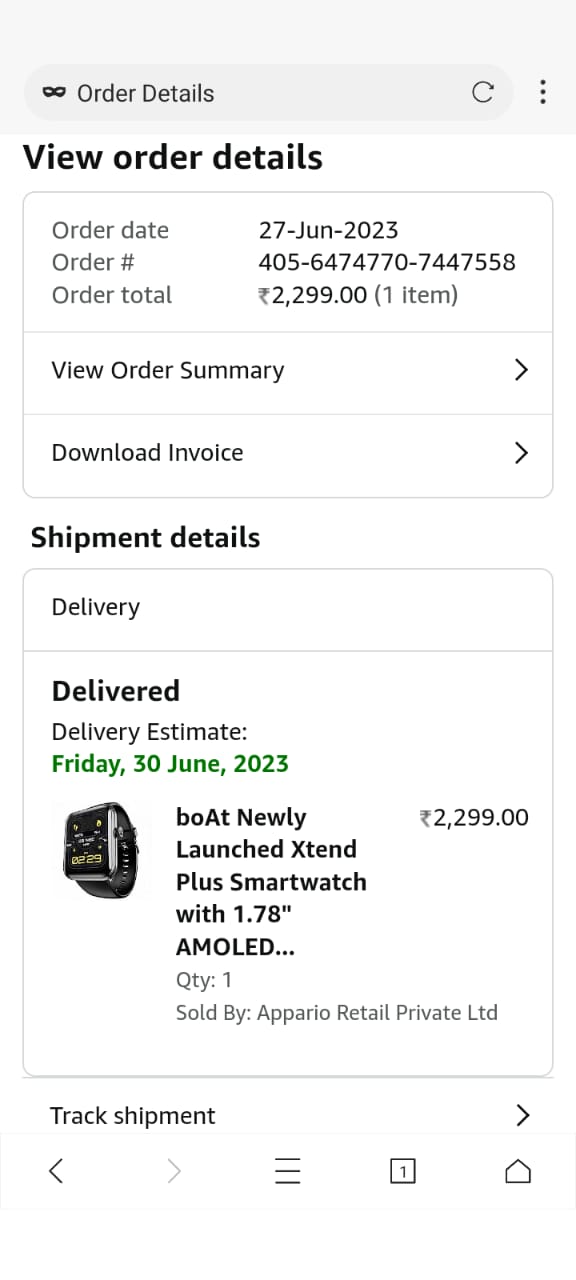 Order Details
View order details
Order date 27-Jun-2023
Order # 405-6474770-7447558
Order total ₹2,299.00 (1 item)
View Order Summary
Download Invoice
Shipment details
Delivery
Delivered
Delivery Estimate:
Friday, 30 June, 2023
boAt Newly ₹2,299.00
Launched Xtend
Plus Smartwatch
with 1.78"
AMOLED...
Qty: 1
Sold By: Appario Retail Private Ltd
02:29
Track shipment
1